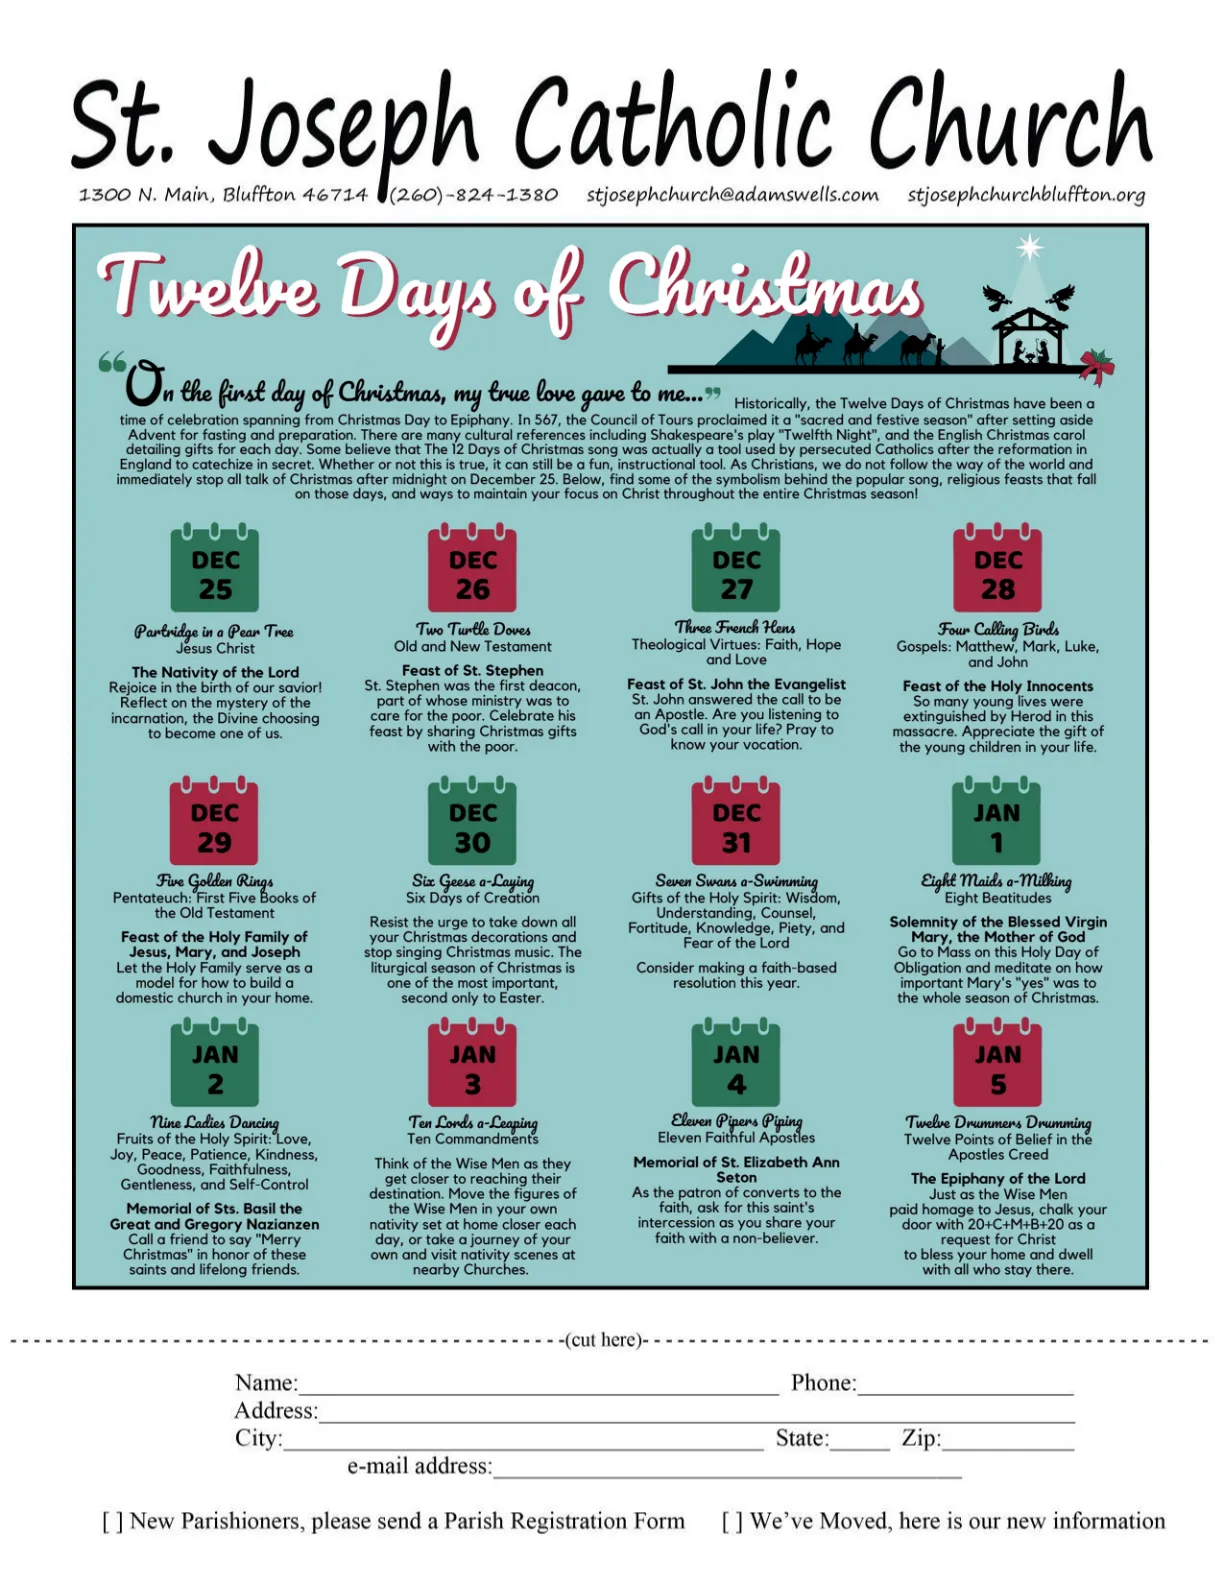 St. Joseph Catholic Church
1300 N. Main, Bluffton 46714 (260)-824-1380 stjosephchurch@adamswells.com stjosephchurchbluffton.org
Twelve Days of Christmas
“On the first day of Christmas, my true love gave to me...” Historically, the Twelve Days of Christmas have been a
time of celebration spanning from Christmas Day to Epiphany. In 567, the Council of Tours proclaimed it a "sacred and festive season" after setting aside
Advent for fasting and preparation. There are many cultural references including Shakespeare's play "Twelfth Night", and the English Christmas carol
detailing gifts for each day. Some believe that The 12 Days of Christmas song was actually a tool used by persecuted Catholics after the reformation in
England to catechize in secret. Whether or not this is true, it can still be a fun, instructional tool. As Christians, we do not follow the way of the world and
immediately stop all talk of Christmas after midnight on December 25. Below, find some of the symbolism behind the popular song, religious feasts that fall
on those days, and ways to maintain your focus on Christ throughout the entire Christmas season!
DEC
25
Partridge in a Pear Tree
Jesus Christ
The Nativity of the Lord
Rejoice in the birth of our savior!
Reflect on the mystery of the
incarnation, the Divine choosing
to become one of us.
DEC
26
Two Turtle Doves
Old and New Testament
Feast of St. Stephen
St. Stephen was the first deacon,
part of whose ministry was to
care for the poor. Celebrate his
feast by sharing Christmas gifts
with the poor.
DEC
27
Three French Hens
Theological Virtues: Faith, Hope
and Love
Feast of St. John the Evangelist
St. John answered the call to be
an Apostle. Are you listening to
God's call in your life? Pray to
know your vocation.
DEC
28
Four Calling Birds
Gospels: Matthew, Mark, Luke,
and John
Feast of the Holy Innocents
So many young lives were
extinguished by Herod in this
massacre. Appreciate the gift of
the young children in your life.
DEC
29
Five Golden Rings
Pentateuch: First Five Books of
the Old Testament
Feast of the Holy Family of
Jesus, Mary, and Joseph
Let the Holy Family serve as a
model for how to build a
domestic church in your home.
DEC
30
Six Geese a-Laying
Six Days of Creation
Resist the urge to take down all
your Christmas decorations and
stop singing Christmas music. The
liturgical season of Christmas is
one of the most important,
second only to Easter.
DEC
31
Seven Swans a-Swimming
Gifts of the Holy Spirit: Wisdom,
Understanding, Counsel,
Fortitude, Knowledge, Piety, and
Fear of the Lord
Consider making a faith-based
resolution this year.
JAN
1
Eight Maids a-Milking
Eight Beatitudes
Solemnity of the Blessed Virgin
Mary, the Mother of God
Go to Mass on this Holy Day of
Obligation and meditate on how
important Mary's "yes" was to
the whole season of Christmas.
JAN
2
Nine Ladies Dancing
Fruits of the Holy Spirit: Love,
Joy, Peace, Patience, Kindness,
Goodness, Faithfulness,
Gentleness, and Self-Control
Memorial of Sts. Basil the
Great and Gregory Nazianzen
Call a friend to say "Merry
Christmas" in honor of these
saints and lifelong friends.
JAN
3
Ten Lords a-Leaping
Ten Commandments
Think of the Wise Men as they
get closer to reaching their
destination. Move the figures of
the Wise Men in your own
nativity set at home closer each
day, or take a journey of your
own and visit nativity scenes at
nearby Churches.
JAN
4
Eleven Pipers Piping
Eleven Faithful Apostles
Memorial of St. Elizabeth Ann
Seton
As the patron of converts to the
faith, ask for this saint's
intercession as you share your
faith with a non-believer.
JAN
5
Twelve Drummers Drumming
Twelve Points of Belief in the
Apostles Creed
The Epiphany of the Lord
Just as the Wise Men
paid homage to Jesus, chalk your
door with 20+C+M+B+20 as a
request for Christ
to bless your home and dwell
with all who stay there.
(cut here)
Name: Phone:
Address:
City: State: Zip:
e-mail address:
[ ] New Parishioners, please send a Parish Registration Form [ ] We’ve Moved, here is our new information